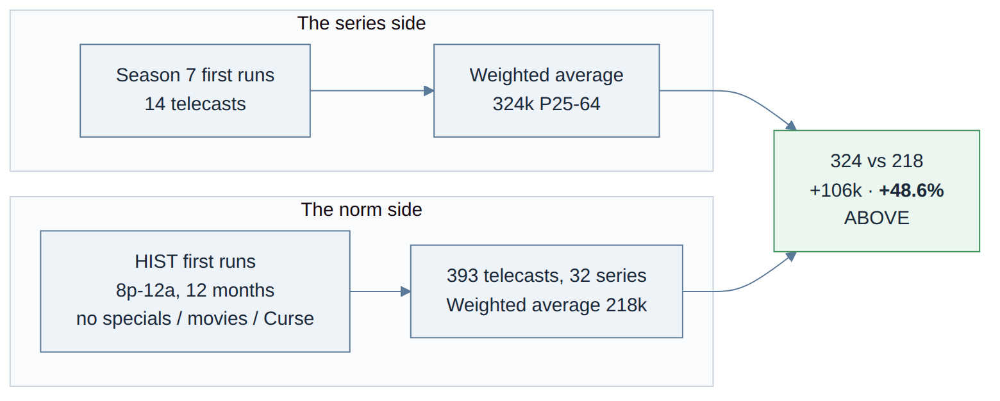 The series side
Season 7 first runs
14 telecasts
Weighted average
324k P25-64
324 vs 218
+106k · +48.6%
ABOVE
The norm side
HIST first runs
8p-12a, 12 months
no specials / movies / Curse
393 telecasts, 32 series
Weighted average 218k